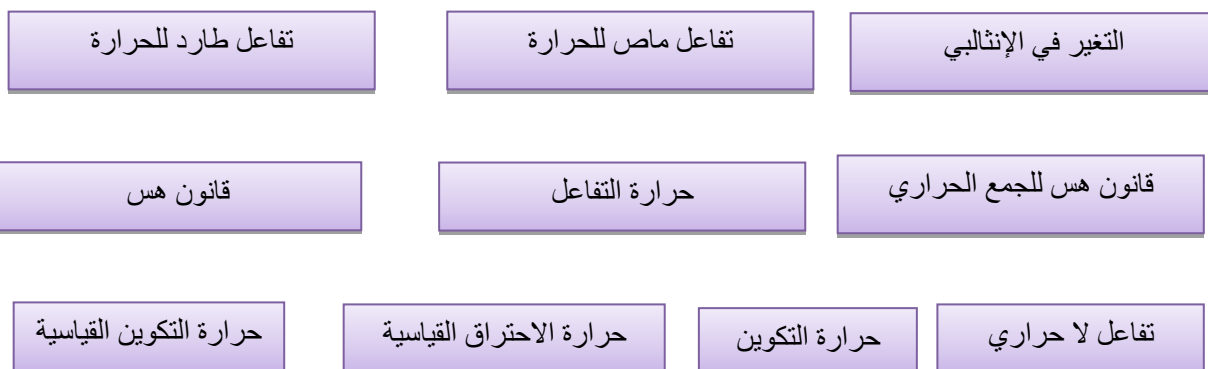 التغير في الإنثالبي
تفاعل ماص للحرارة
تفاعل طارد للحرارة
قانون هس للجمع الحراري
حرارة التفاعل
قانون هس
تفاعل لا حراري
حرارة التكوين
حرارة الاحتراق القياسية
حرارة التكوين القياسية